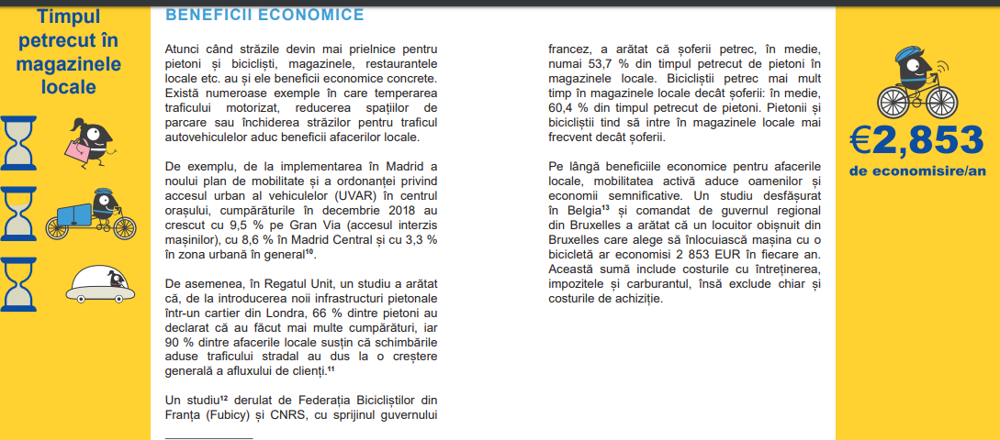 Timpul
petrecut în
magazinele
locale
BENEFICII ECONOMICE
Atunci când străzile devin mai prielnice pentru
pietoni și bicicliști, magazinele, restaurantele
locale etc. au și ele beneficii economice concrete.
Există numeroase exemple în care temperarea
traficului motorizat, reducerea spațiilor de
parcare sau închiderea străzilor pentru traficul
autovehiculelor aduc beneficii afacerilor locale.
De exemplu, de la implementarea în Madrid a
noului plan de mobilitate și a ordonanței privind
accesul urban al vehiculelor (UVAR) în centrul
orașului, cumpărăturile în decembrie 2018 au
crescut cu 9,5 % pe Gran Via (accesul interzis
mașinilor), cu 8,6 % în Madrid Central și cu 3,3 %
în zona urbană în general¹⁰.
De asemenea, în Regatul Unit, un studiu a arătat
că, de la introducerea noii infrastructuri pietonale
într-un cartier din Londra, 66 % dintre pietoni au
declarat că au făcut mai multe cumpărături, iar
90 % dintre afacerile locale susțin că schimbările
aduse traficului stradal au dus la o creștere
generală a afluxului de clienți.¹¹
Un studiu¹² derulat de Federația Bicicliștilor din
Franța (Fubicy) și CNRS, cu sprijinul guvernului
francez, a arătat că șoferii petrec, în medie,
numai 53,7 % din timpul petrecut de pietoni în
magazinele locale. Bicicliștii petrec mai mult
timp în magazinele locale decât șoferii: în medie,
60,4 % din timpul petrecut de pietoni. Pietonii și
bicicliștii tind să intre în magazinele locale mai
frecvent decât șoferii.
Pe lângă beneficiile economice pentru afacerile
locale, mobilitatea activă aduce oamenilor și
economii semnificative. Un studiu desfășurat
în Belgia¹³ și comandat de guvernul regional
din Bruxelles a arătat că un locuitor obișnuit din
Bruxelles care alege să înlocuiască mașina cu o
bicicletă ar economisi 2 853 EUR în fiecare an.
Această sumă include costurile cu întreținerea,
impozitele și carburantul, însă exclude chiar și
costurile de achiziție.
€2,853
de economisire/an